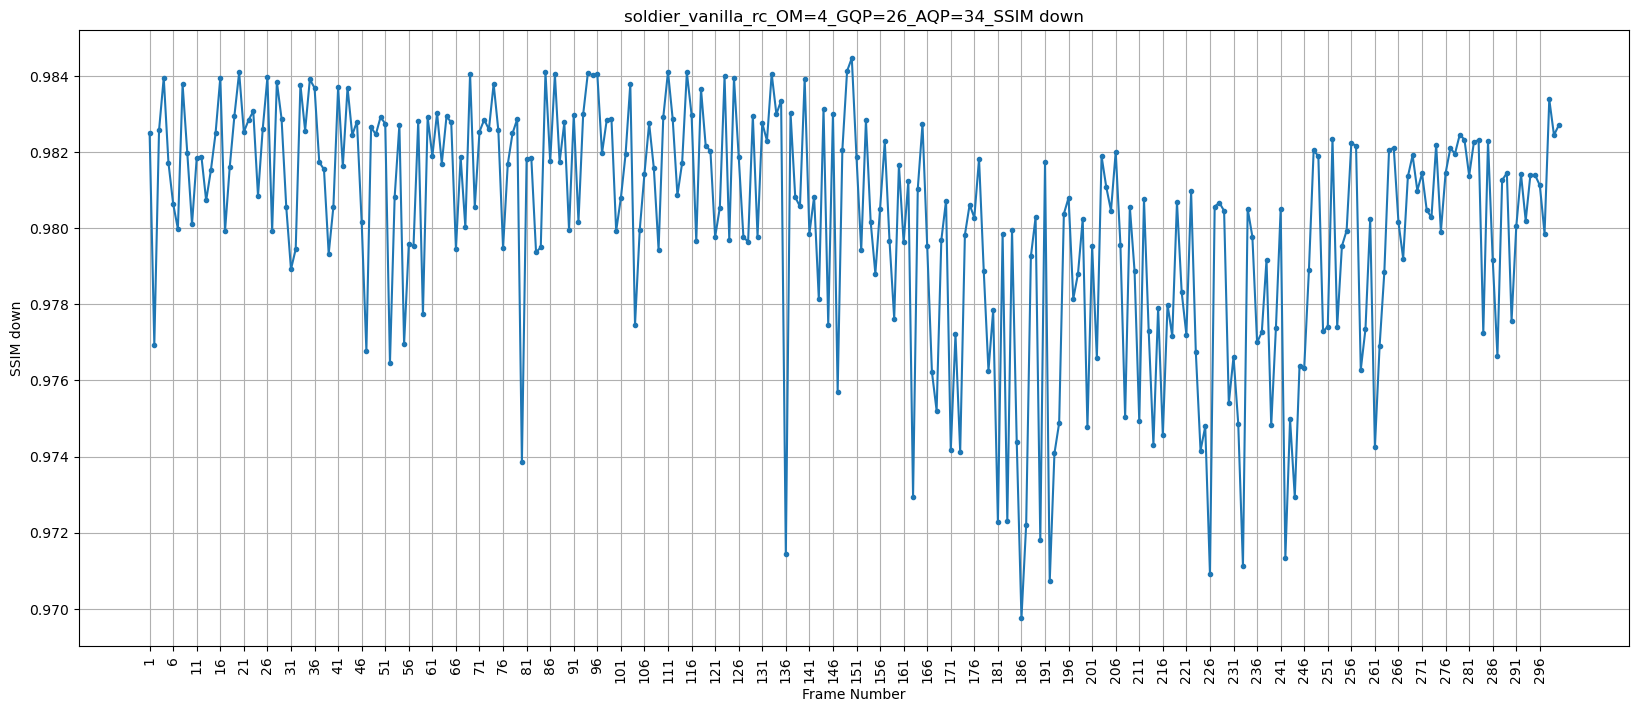 soldier_vanilla_rc_OM=4_GQP=26_AQP=34_SSIM down
SSIM down
0.984
0.982
0.980
0.978
0.976
0.974
0.972
0.970
1 6 11 16 21 26 31 36 41 46 51 56 61 66 71 76 81 86 91 96 101 106 111 116 121 126 131 136 141 146 151 156 161 166 171 176 181 186 191 196 201 206 211 216 221 226 231 236 241 246 251 256 261 266 271 276 281 286 291 296
Frame Number